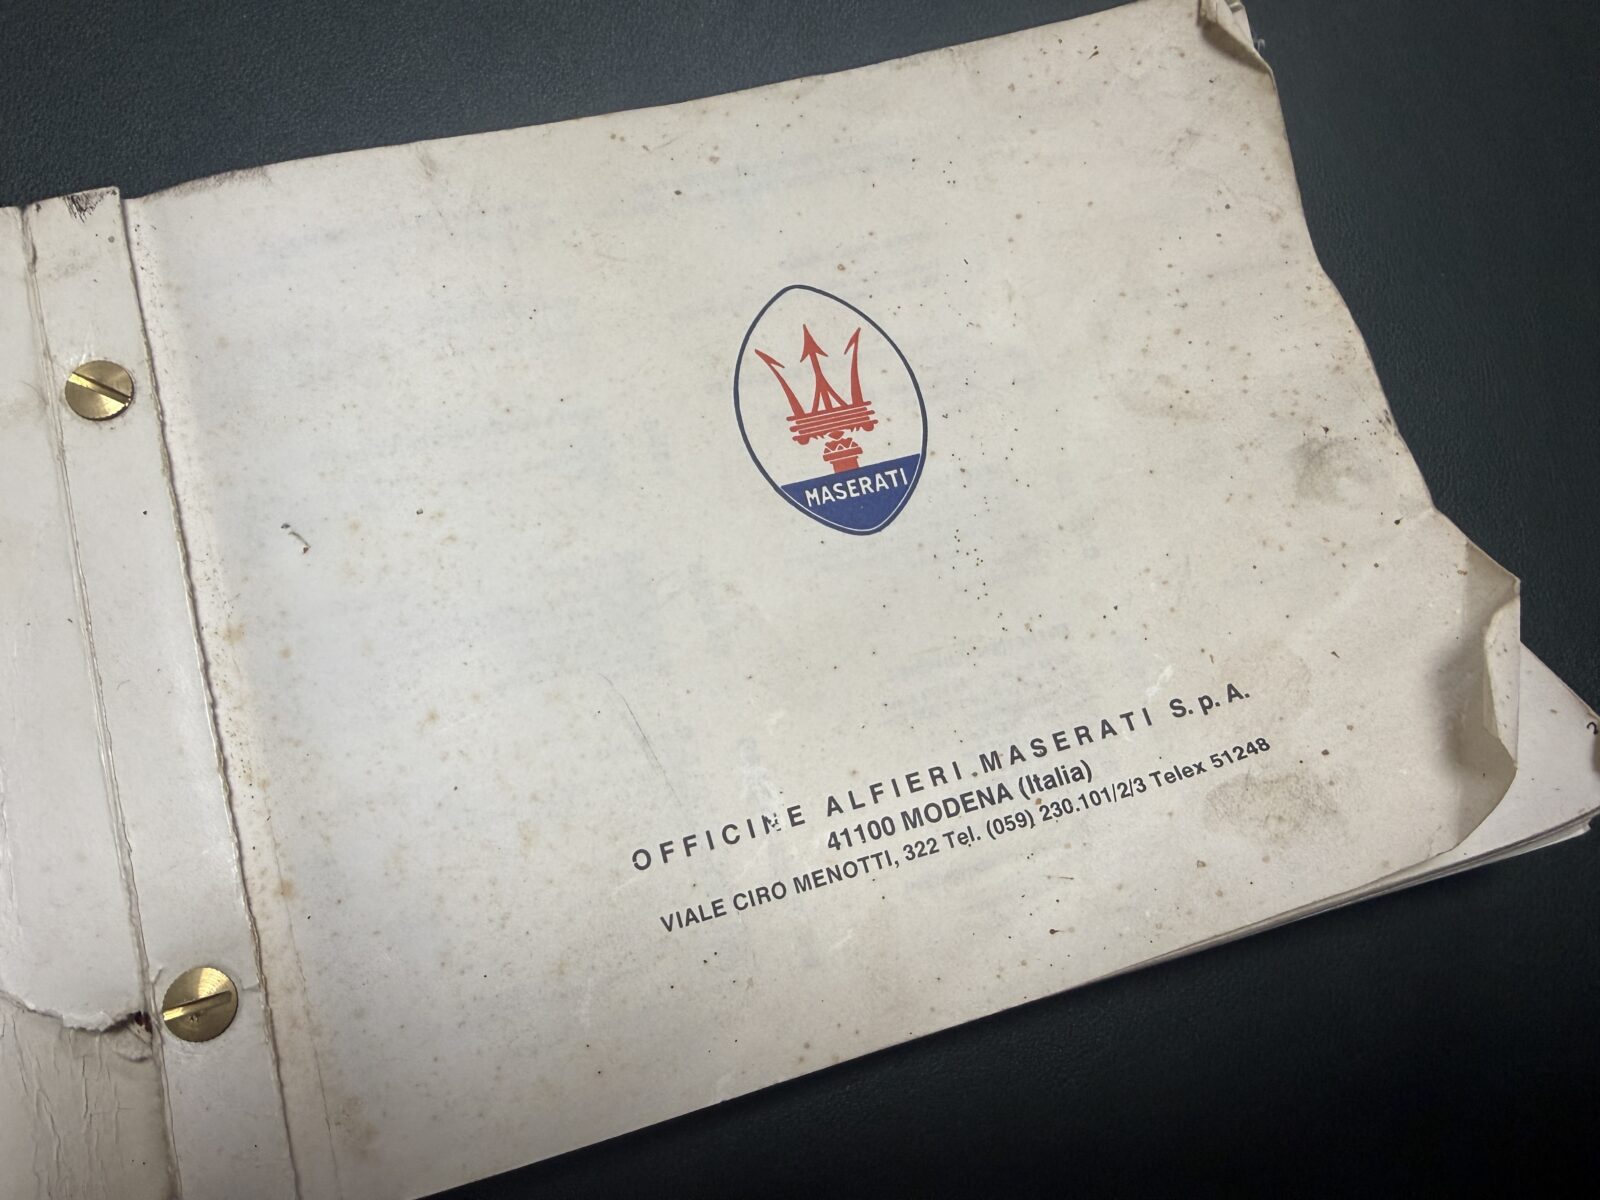 MASERATI
OFFICINE ALFIERI MASERATI S.p.A.
41100 MODENA (Italia)
VIALE CIRO MENOTTI, 322 Tel. (059) 230.101/2/3 Telex 51248
2